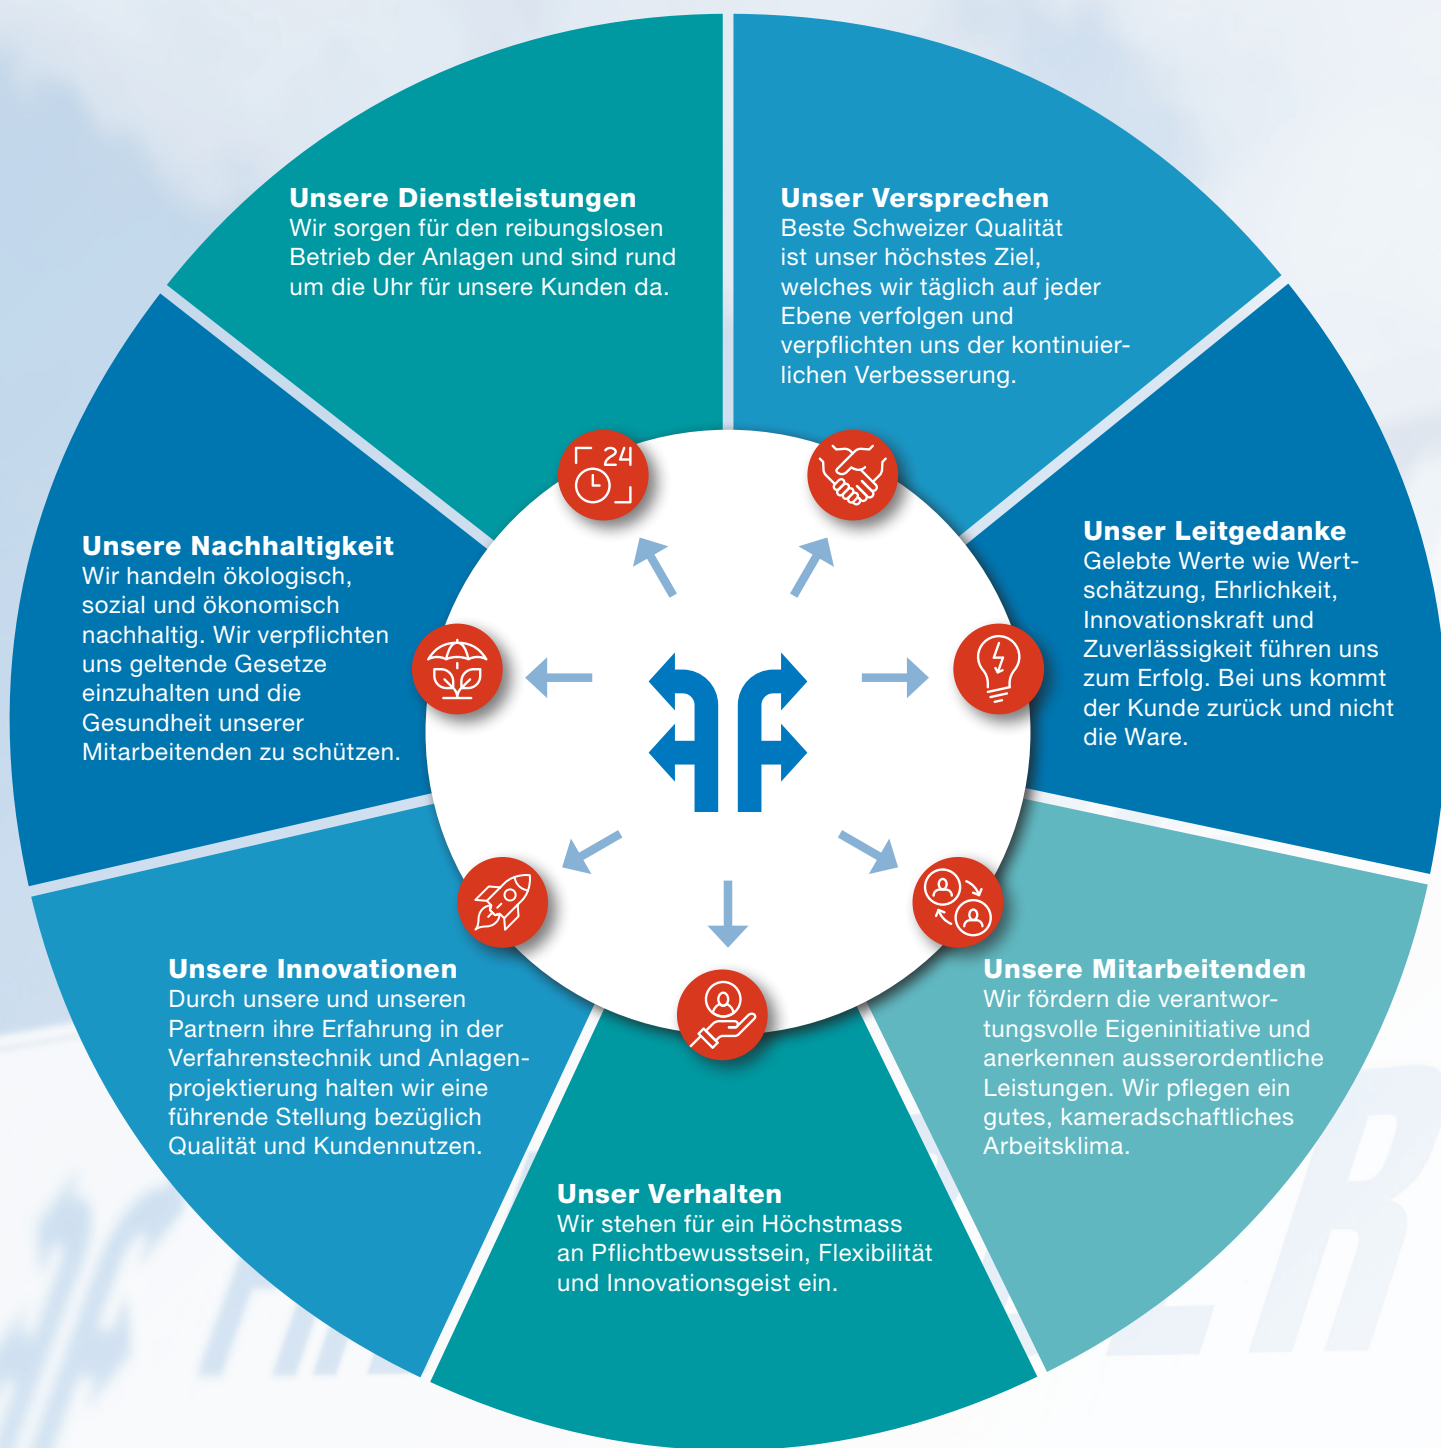 Unsere Dienstleistungen
Wir sorgen für den reibungslosen
Betrieb der Anlagen und sind rund
um die Uhr für unsere Kunden da.
Unser Versprechen
Beste Schweizer Qualität
ist unser höchstes Ziel,
welches wir täglich auf jeder
Ebene verfolgen und
verpflichten uns der kontinuier-
lichen Verbesserung.
24
Unser Leitgedanke
Gelebte Werte wie Wert-
schätzung, Ehrlichkeit,
Innovationskraft und
Zuverlässigkeit führen uns
zum Erfolg. Bei uns kommt
der Kunde zurück und nicht
die Ware.
Unsere Mitarbeitenden
Wir fördern die verantwor-
tungsvolle Eigeninitiative und
anerkennen ausserordentliche
Leistungen. Wir pflegen ein
gutes, kameradschaftliches
Arbeitsklima.
Unser Verhalten
Wir stehen für ein Höchstmass
an Pflichtbewusstsein, Flexibilität
und Innovationsgeist ein.
Unsere Innovationen
Durch unsere und unseren
Partnern ihre Erfahrung in der
Verfahrenstechnik und Anlagen-
projektierung halten wir eine
führende Stellung bezüglich
Qualität und Kundennutzen.
Unsere Nachhaltigkeit
Wir handeln ökologisch,
sozial und ökonomisch
nachhaltig. Wir verpflichten
uns geltende Gesetze
einzuhalten und die
Gesundheit unserer
Mitarbeitenden zu schützen.